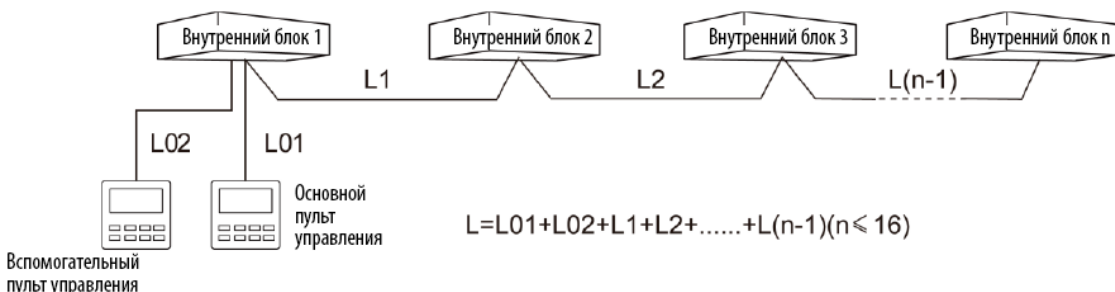 Внутренний блок 1
Внутренний блок 2
Внутренний блок 3
Внутренний блок n
L1
L2
L(n-1)
L02
L01
Основной
пульт
управления
L=L01+L02+L1+L2+......+L(n-1)(n⩽16)
Вспомогательный
пульт управления